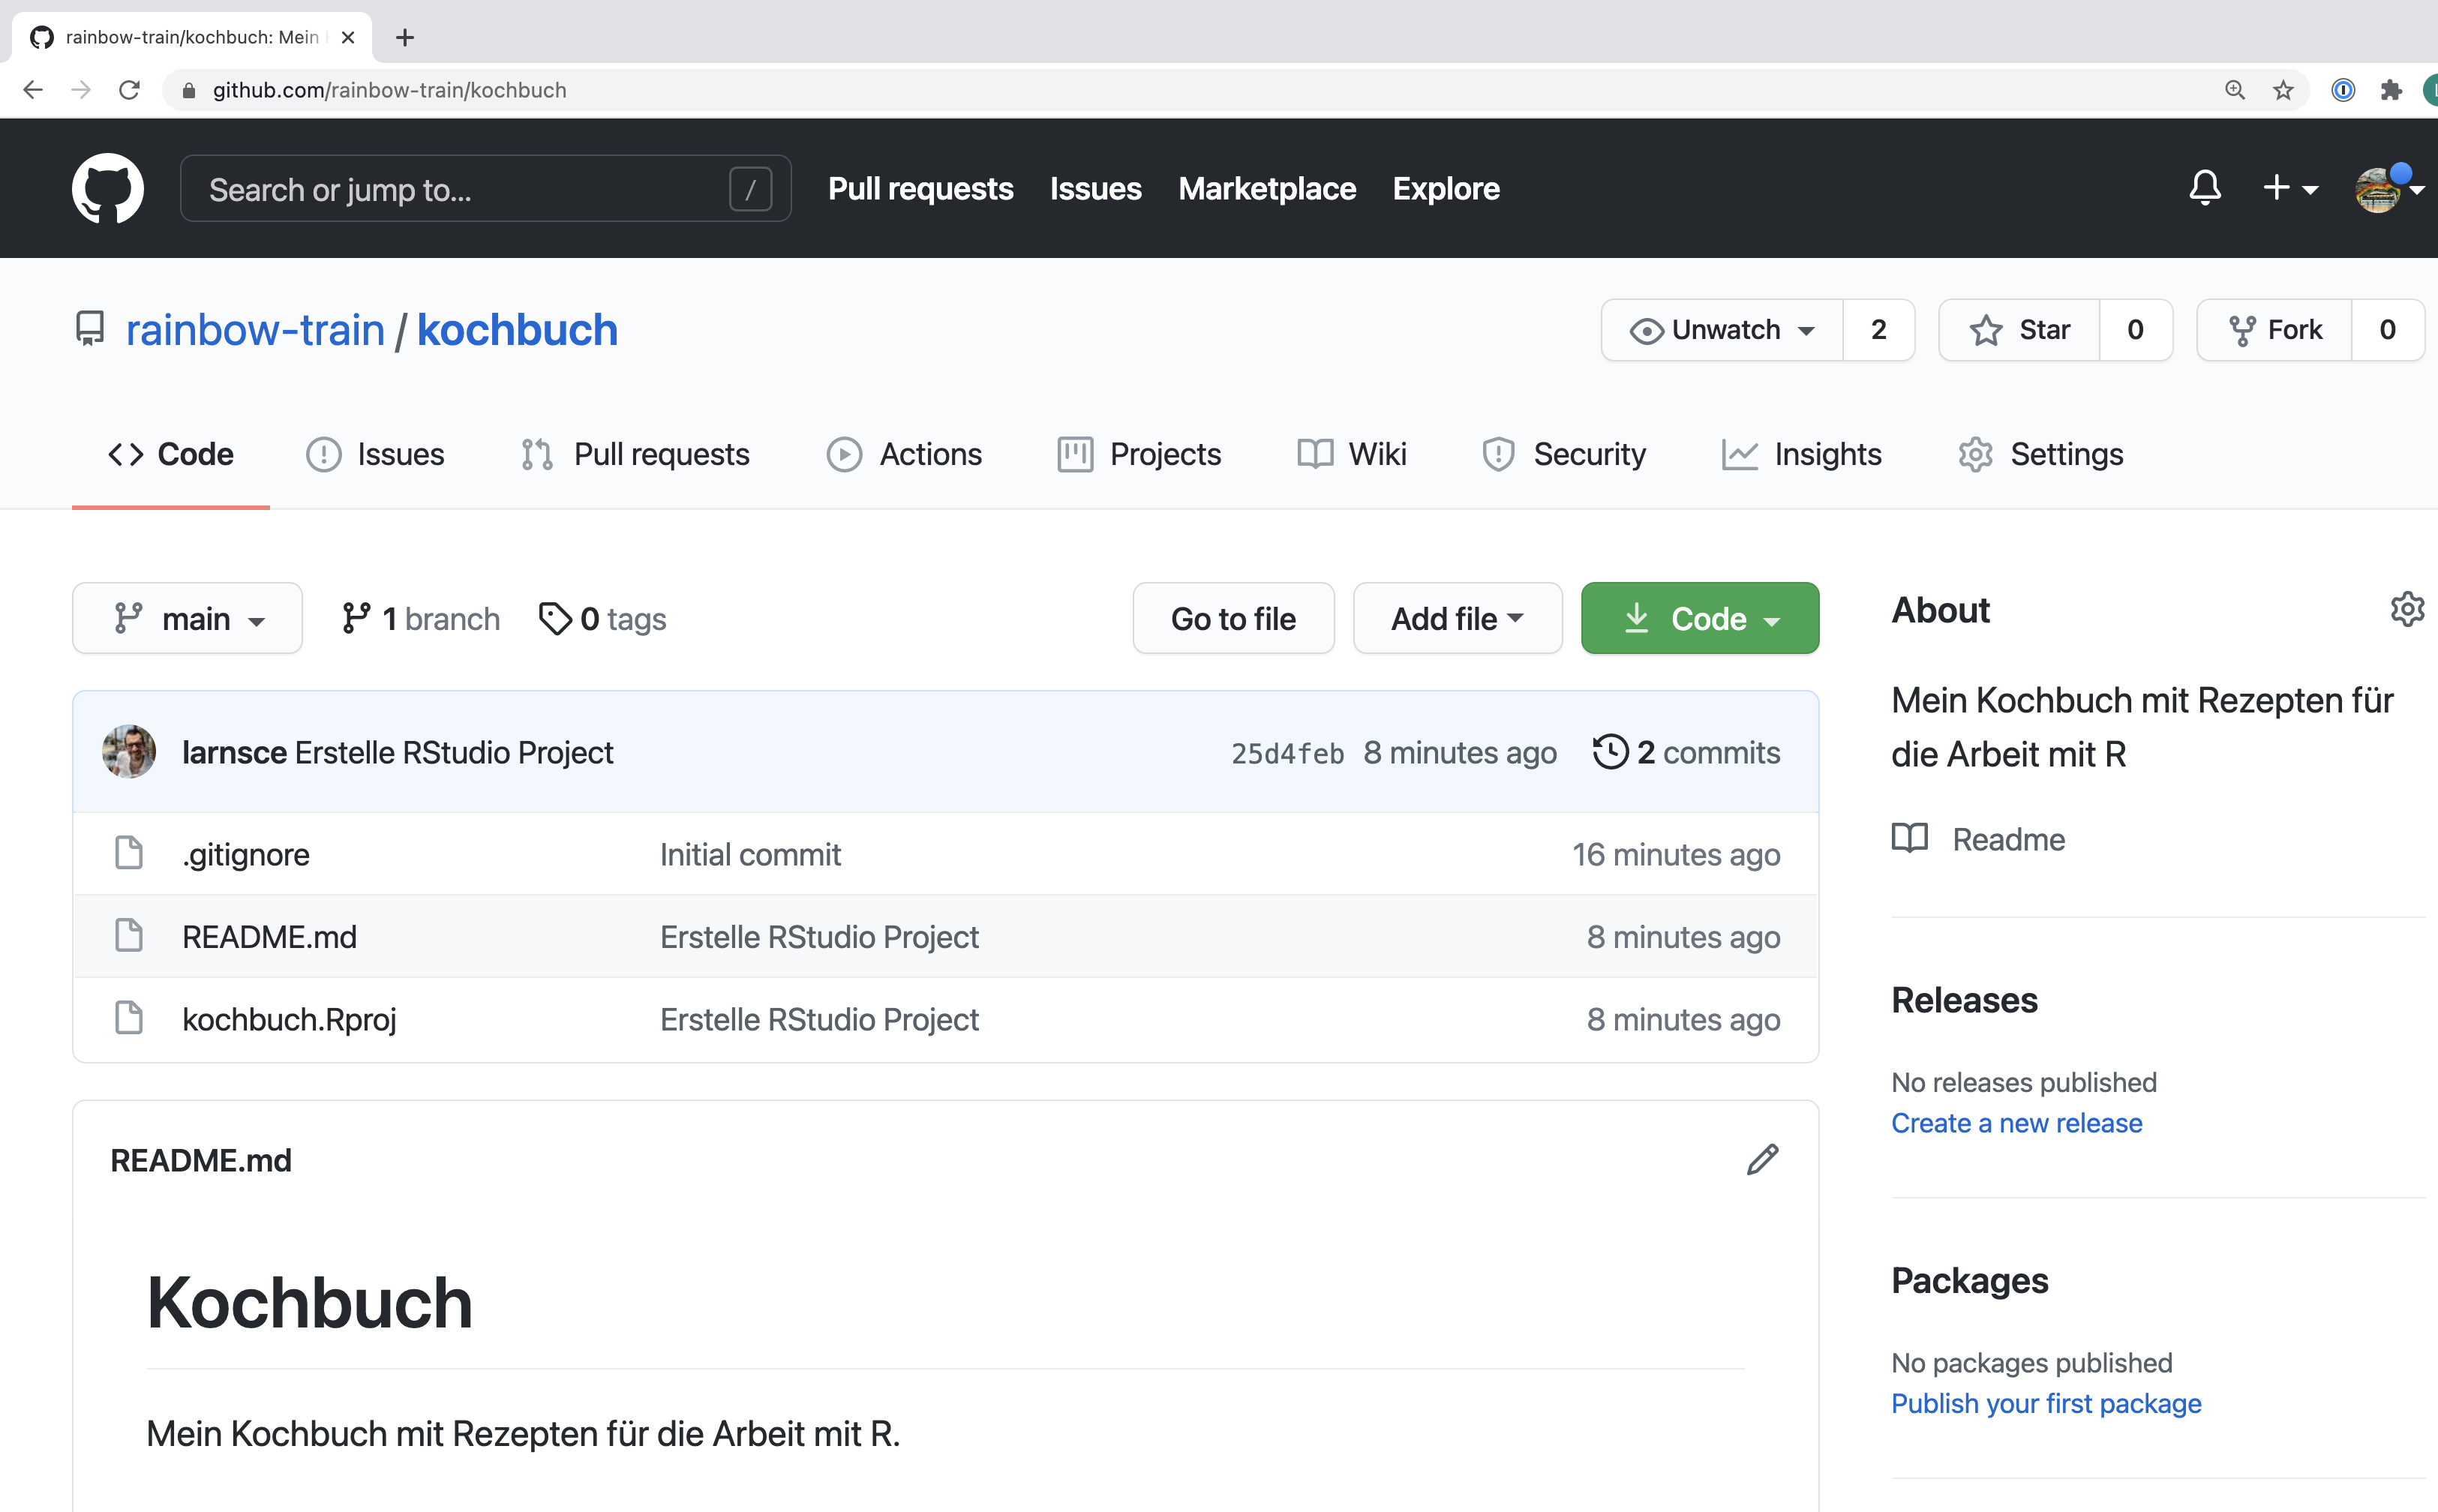 rainbow-train/kochbuch: Mein
github.com/rainbow-train/kochbuch
Search or jump to... /
Pull requests Issues Marketplace Explore
rainbow-train / kochbuch
Unwatch 2 Star 0 Fork 0
Code Issues Pull requests Actions Projects Wiki Security Insights Settings
main 1 branch 0 tags Go to file Add file Code
larnsce Erstelle RStudio Project 25d4feb 8 minutes ago 2 commits
.gitignore Initial commit 16 minutes ago
README.md Erstelle RStudio Project 8 minutes ago
kochbuch.Rproj Erstelle RStudio Project 8 minutes ago
README.md
Kochbuch
Mein Kochbuch mit Rezepten für die Arbeit mit R.
About
Mein Kochbuch mit Rezepten für
die Arbeit mit R
Readme
Releases
No releases published
Create a new release
Packages
No packages published
Publish your first package